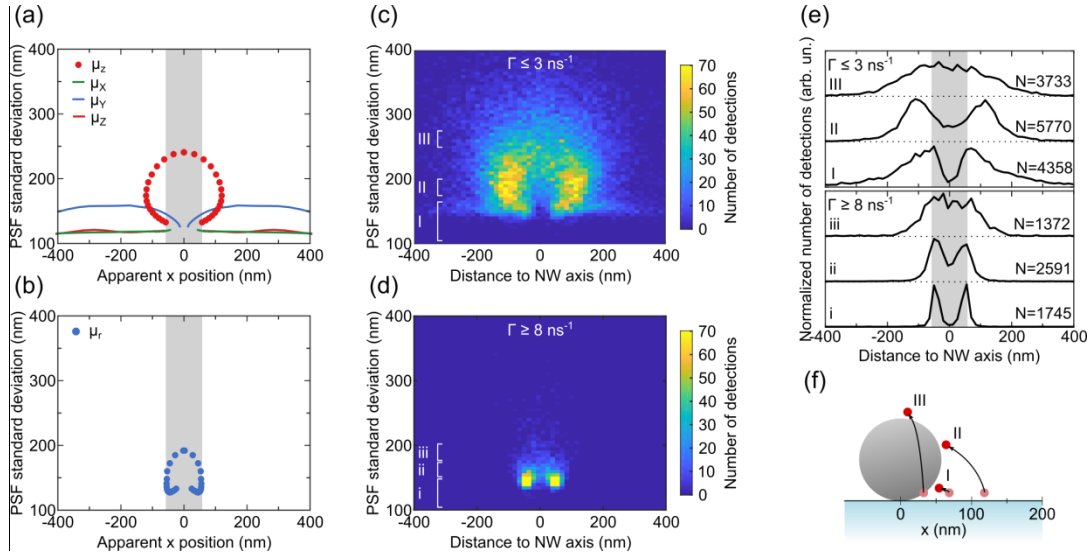 (a)
PSF standard deviation (nm)
400
300
200
100
μz
μX
μY
μZ
-400 -200 0 200 400
Apparent x position (nm)
(b)
PSF standard deviation (nm)
400
300
200
100
μr
-400 -200 0 200 400
Apparent x position (nm)
(c)
PSF standard deviation (nm)
400
300
200
100
Γ ≤ 3 ns⁻¹
III
II
I
-400 -200 0 200 400
Distance to NW axis (nm)
70
60
50
40
30
20
10
0
Number of detections
(d)
PSF standard deviation (nm)
400
300
200
100
Γ ≥ 8 ns⁻¹
iii
ii
i
-400 -200 0 200 400
Distance to NW axis (nm)
70
60
50
40
30
20
10
0
Number of detections
(e)
Normalized number of detections (arb. un.)
Γ ≤ 3 ns⁻¹
III N=3733
II N=5770
I N=4358
Γ ≥ 8 ns⁻¹
iii N=1372
ii N=2591
i N=1745
-400 -200 0 200 400
Distance to NW axis (nm)
(f)
III
II
I
0 100 200
x (nm)